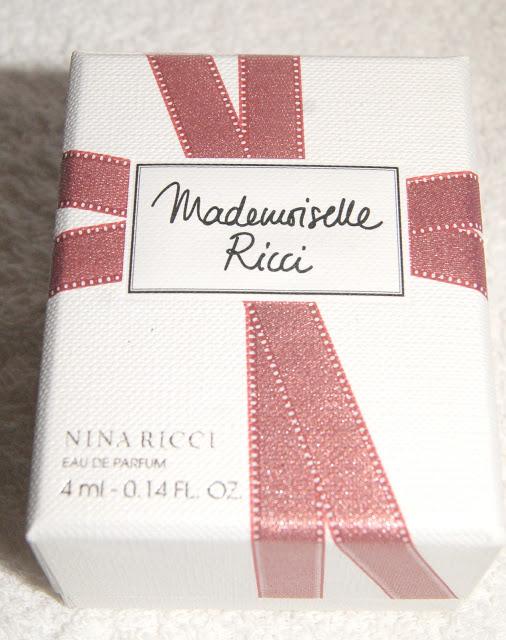 Mademoiselle
Ricci
NINA RICCI
EAU DE PARFUM
4 ml - 0.14 FL. OZ.